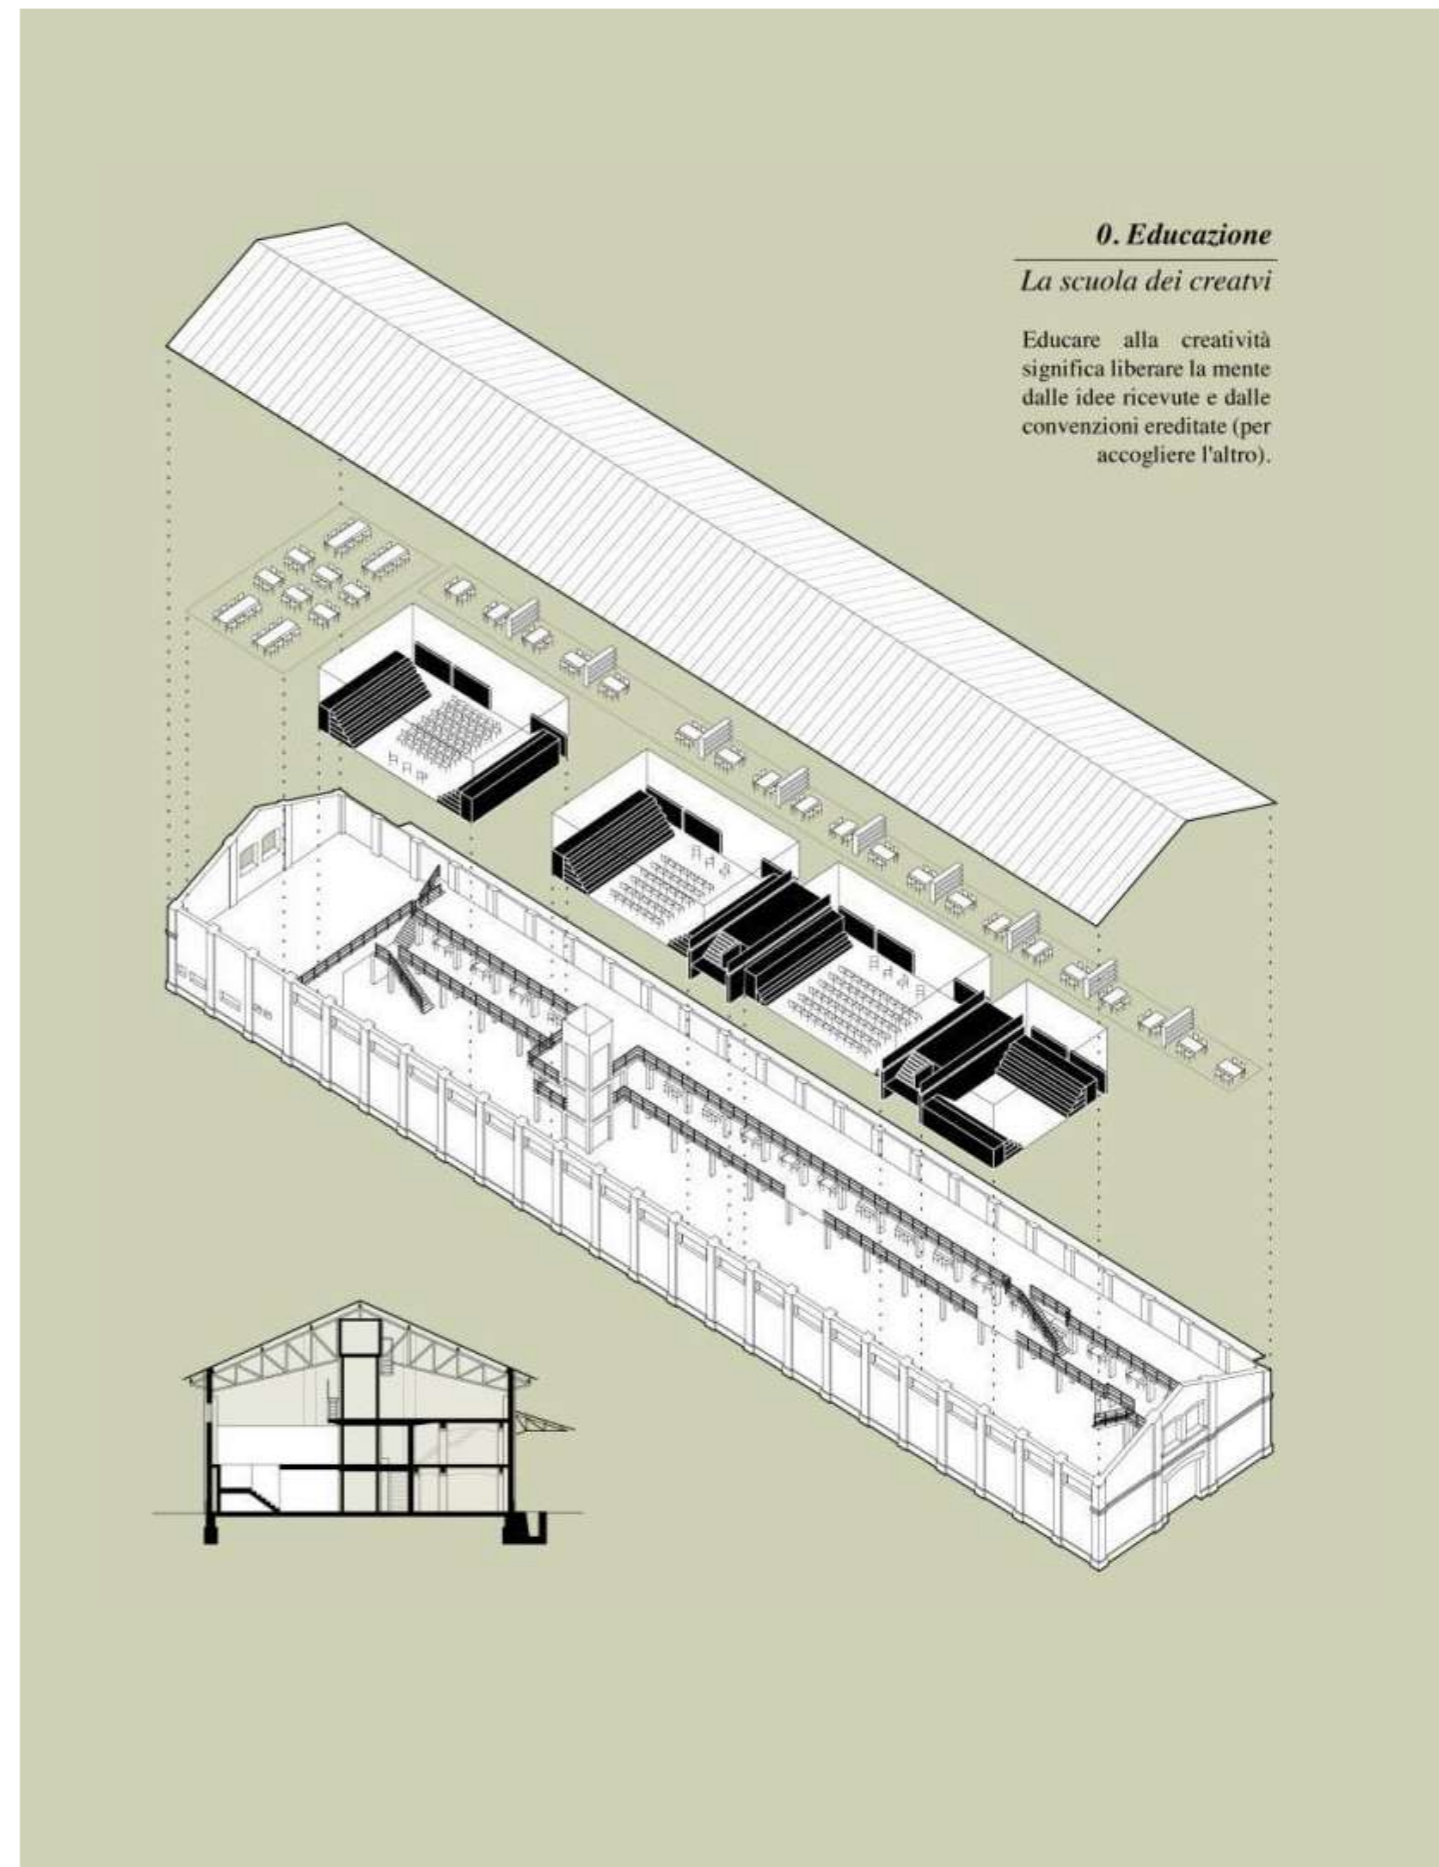 0. Educazione
La scuola dei creatvi
Educare alla creatività
significa liberare la mente
dalle idee ricevute e dalle
convenzioni ereditate (per
accogliere l'altro).